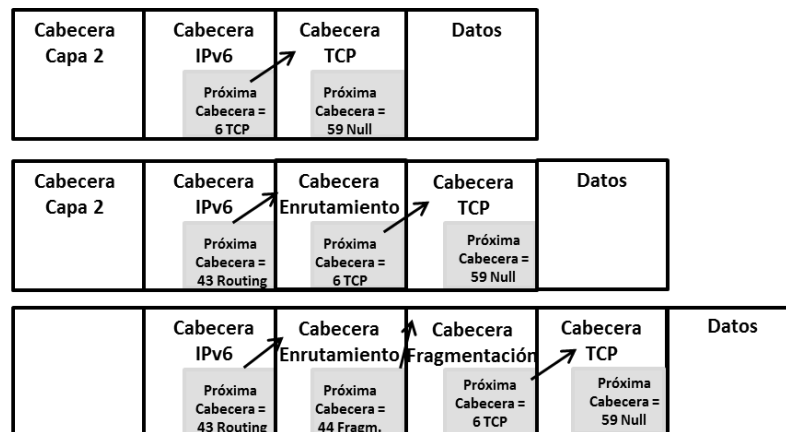 Cabecera Capa 2
Cabecera IPv6
Próxima Cabecera = 6 TCP
Cabecera TCP
Próxima Cabecera = 59 Null
Datos
Cabecera Capa 2
Cabecera IPv6
Próxima Cabecera = 43 Routing
Cabecera Enrutamiento
Próxima Cabecera = 6 TCP
Cabecera TCP
Próxima Cabecera = 59 Null
Datos
Cabecera IPv6
Próxima Cabecera = 43 Routing
Cabecera Enrutamiento
Próxima Cabecera = 44 Fragm.
Cabecera Fragmentación
Próxima Cabecera = 6 TCP
Cabecera TCP
Próxima Cabecera = 59 Null
Datos